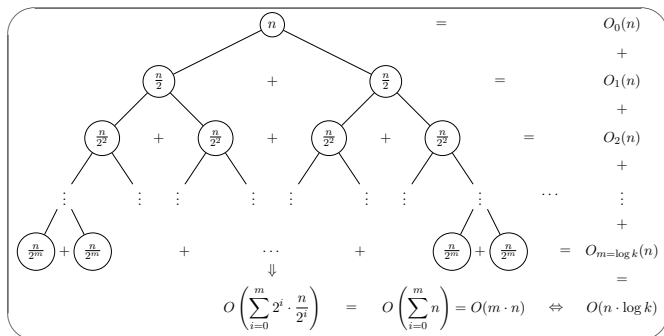 n = O_0(n)
+
n/2 + n/2 = O_1(n)
+
n/2^2 + n/2^2 + n/2^2 + n/2^2 = O_2(n)
+
⋮ ⋮ ⋮ ⋮ ⋮ ⋮ ⋮ ⋮ ⋯ ⋮
+
n/2^m + n/2^m + ⋯ + n/2^m + n/2^m = O_{m=log k}(n)
⇓ =
O(∑_{i=0}^{m} 2^i · n/2^i) = O(∑_{i=0}^{m} n) = O(m · n) ⇔ O(n · log k)